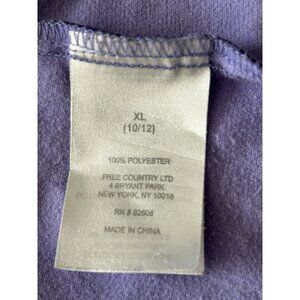 XL
(10/12)
100% POLYESTER
FREE COUNTRY LTD
4 BRYANT PARK
NEW YORK, NY 10018
RN # 82608
MADE IN CHINA